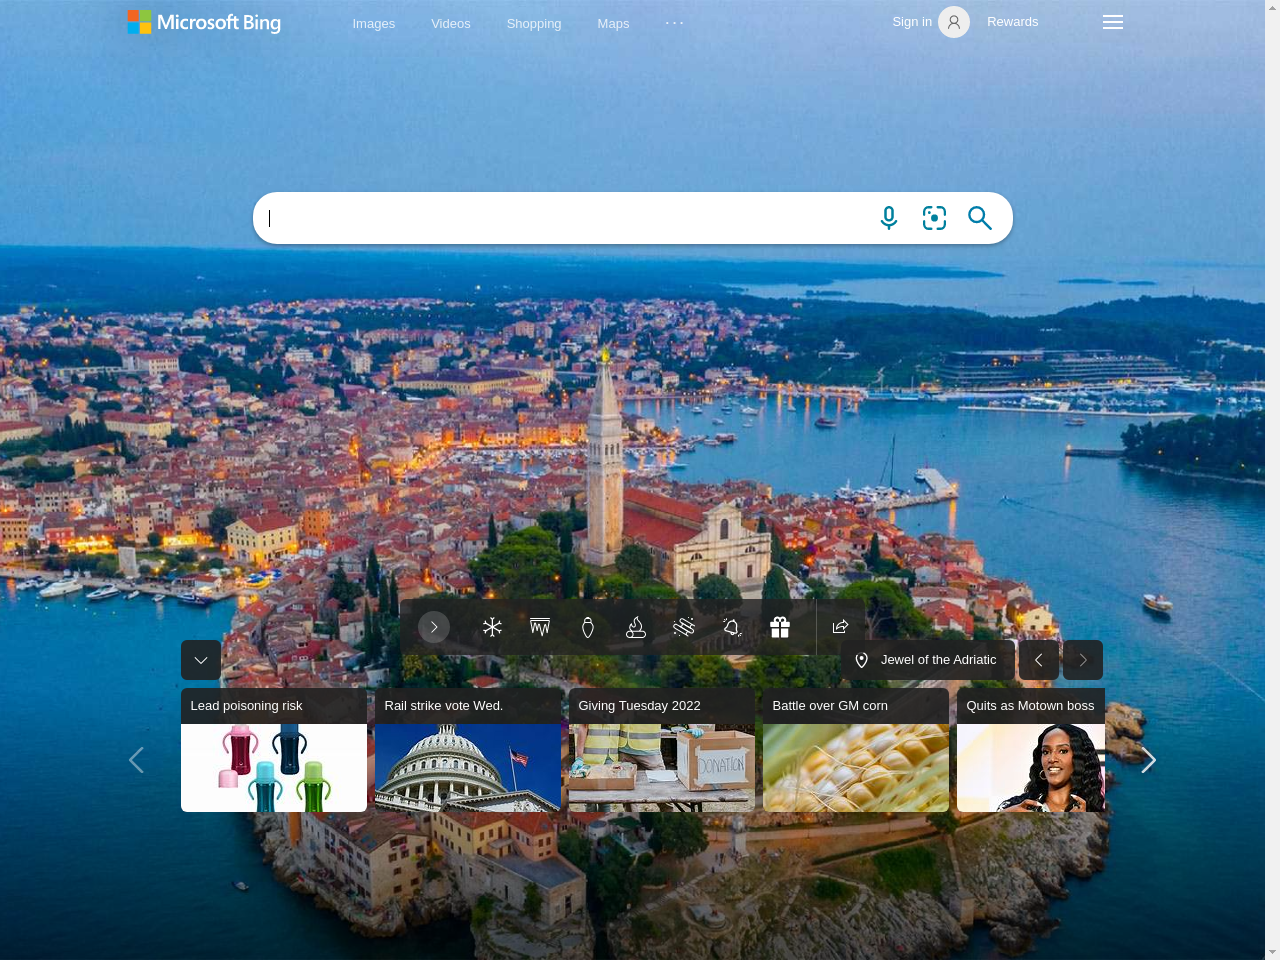 Microsoft Bing
Images
Videos
Shopping
Maps
Sign in
Rewards
Jewel of the Adriatic
Lead poisoning risk
Rail strike vote Wed.
Giving Tuesday 2022
Battle over GM corn
Quits as Motown boss
DONATION